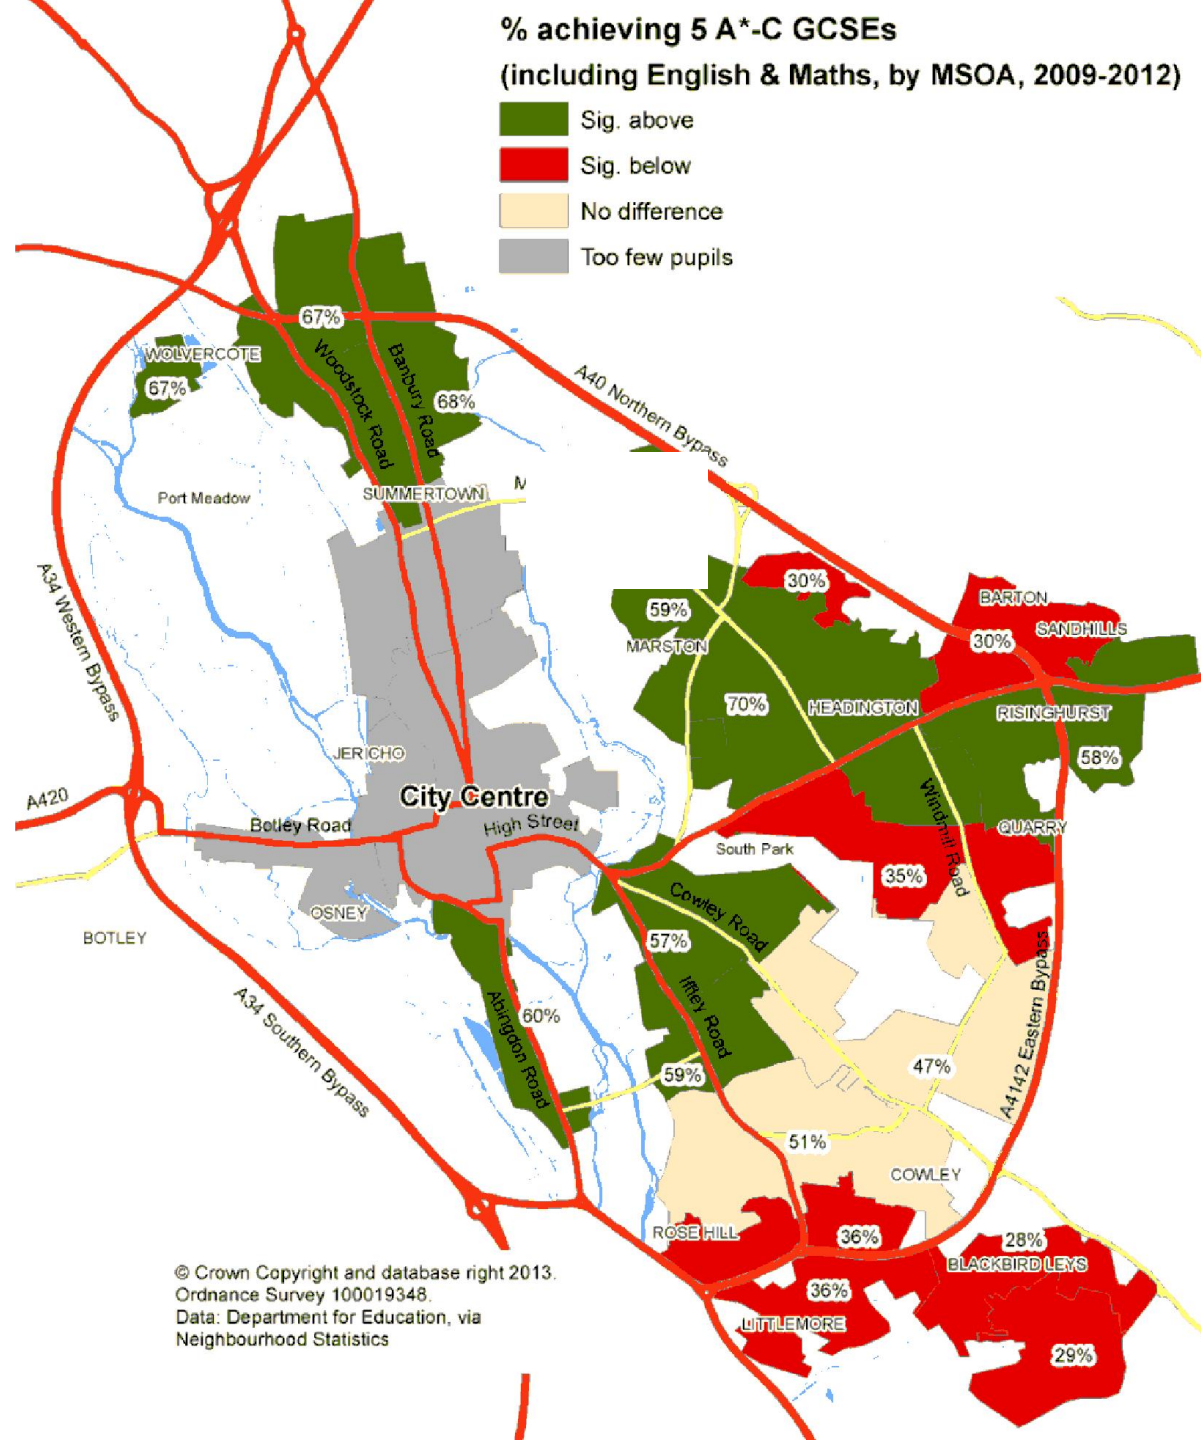 % achieving 5 A*-C GCSEs
(including English & Maths, by MSOA, 2009-2012)
Sig. above
Sig. below
No difference
Too few pupils
67%
WOLVERCOTE
67%
Woodstock Road
Banbury Road
68%
A40 Northern Bypass
Port Meadow
SUMMERTOWN
M
A34 Western Bypass
30%
59%
MARSTON
BARTON
SANDHILLS
30%
70%
HEADINGTON
RISINGHURST
58%
JERICHO
A420
City Centre
Botley Road
High Street
Windmill Road
QUARRY
South Park
35%
OSNEY
BOTLEY
Cowley Road
57%
Iffley Road
A34 Southern Bypass
Abingdon Road
60%
59%
47%
A4142 Eastern Bypass
51%
COWLEY
ROSE HILL
36%
28%
BLACKBIRD LEYS
36%
LITTLEMORE
29%
© Crown Copyright and database right 2013.
Ordnance Survey 100019348.
Data: Department for Education, via
Neighbourhood Statistics